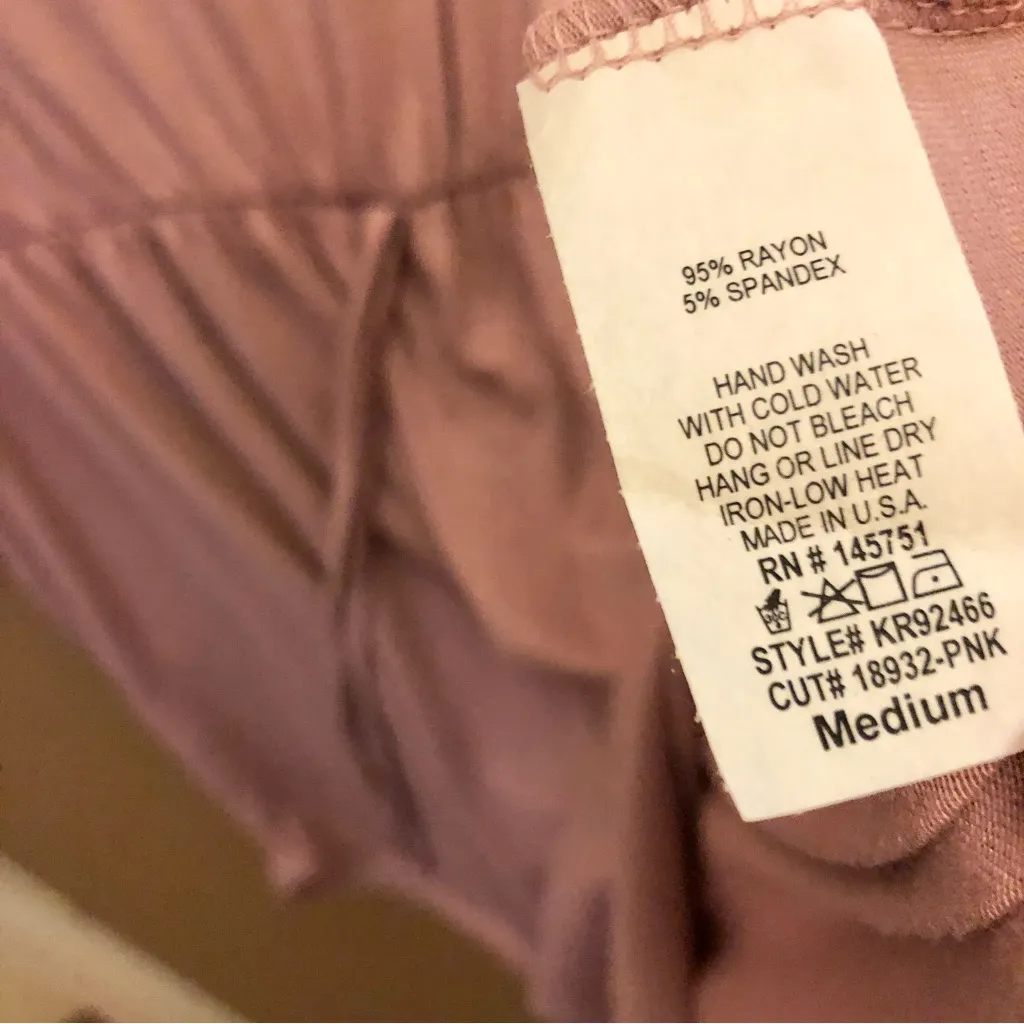 95% RAYON
5% SPANDEX
HAND WASH
WITH COLD WATER
DO NOT BLEACH
HANG OR LINE DRY
IRON-LOW HEAT
MADE IN U.S.A.
RN # 145751
STYLE# KR92466
CUT# 18932-PNK
Medium